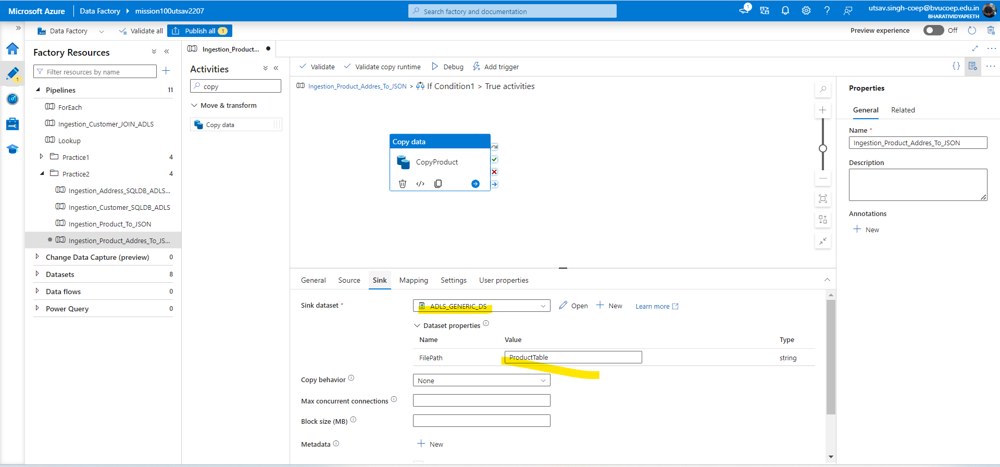 Microsoft Azure
Data Factory
mission100utsav2207
Search factory and documentation
1
utsav.singh-coep@bvucoep.edu.in
BHARATIVIDYAPEETH
Data Factory
Validate all
Publish all 1
Preview experience
Off
1
Factory Resources
Filter resources by name
Pipelines 11
ForEach
Ingestion_Customer_JOIN_ADLS
Lookup
Practice1 4
Practice2 4
Ingestion_Address_SQLDB_ADLS...
Ingestion_Customer_SQLDB_ADLS
Ingestion_Product_To_JSON
Ingestion_Product_Addres_To_JS...
Change Data Capture (preview) 0
Datasets 8
Data flows 0
Power Query 0
Ingestion_Product...
Activities
copy
Move & transform
Copy data
Validate
Validate copy runtime
Debug
Add trigger
Ingestion_Product_Addres_To_JSON > If Condition1 > True activities
Copy data
CopyProduct
General
Source
Sink
Mapping
Settings
User properties
Sink dataset *
ADLS_GENERIC_DS
Open
New
Learn more
Dataset properties
Name Value Type
FilePath ProductTable string
Copy behavior
None
Max concurrent connections
Block size (MB)
Metadata
New
Properties
General
Related
Name *
Ingestion_Product_Addres_To_JSON
Description
Annotations
New